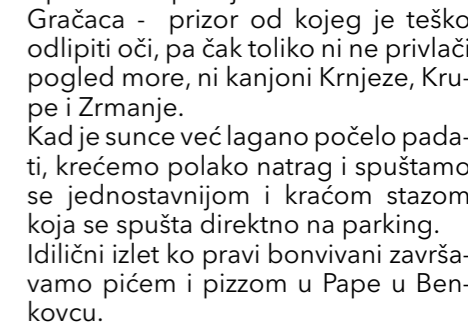 Gračaca -  prizor od kojeg je teško
odlipiti oči, pa čak toliko ni ne privlači
pogled more, ni kanjoni Krnjeze, Kru-
pe i Zrmanje.
Kad je sunce već lagano počelo pada-
ti, krećemo polako natrag i spuštamo
se jednostavnijom i kraćom stazom
koja se spušta direktno na parking.
Idilični izlet ko pravi bonvivani završa-
vamo pićem i pizzom u Pape u Ben-
kovcu.